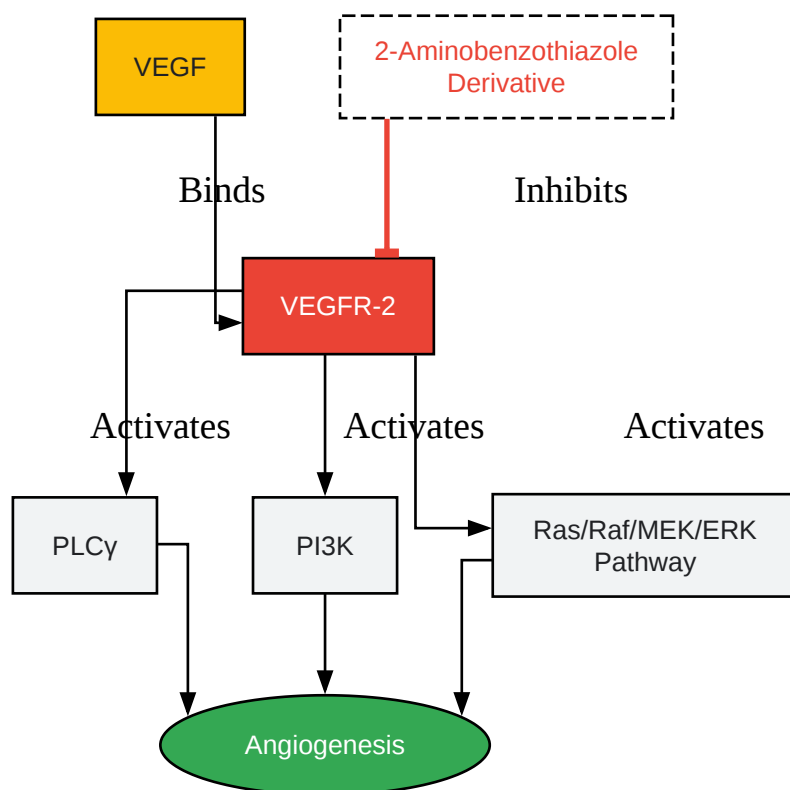 VEGF
2-Aminobenzothiazole
Derivative
Binds
Inhibits
VEGFR-2
Activates
Activates
Activates
PLCγ
PI3K
Ras/Raf/MEK/ERK
Pathway
Angiogenesis